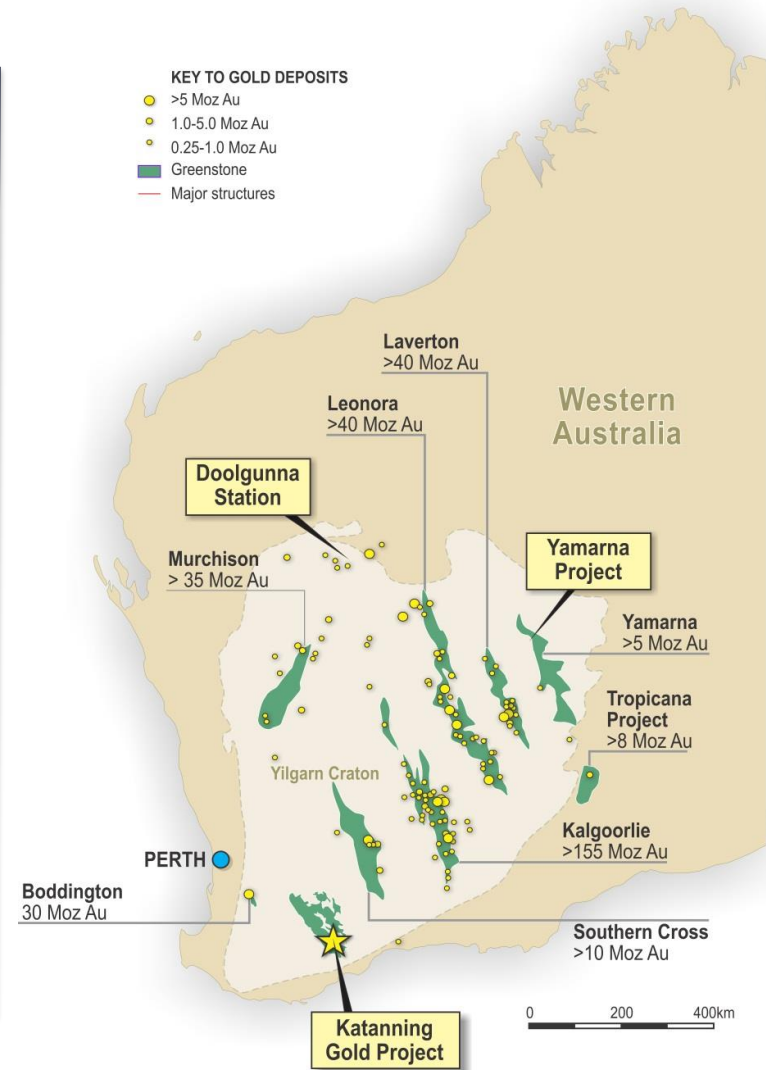 KEY TO GOLD DEPOSITS
>5 Moz Au
1.0-5.0 Moz Au
0.25-1.0 Moz Au
Greenstone
Major structures
Laverton
>40 Moz Au
Leonora
>40 Moz Au
Western
Australia
Doolgunna
Station
Murchison
> 35 Moz Au
Yamarna
Project
Yamarna
>5 Moz Au
Tropicana
Project
>8 Moz Au
Yilgarn Craton
Kalgoorlie
>155 Moz Au
PERTH
Boddington
30 Moz Au
Southern Cross
>10 Moz Au
Katanning
Gold Project
0 200 400km